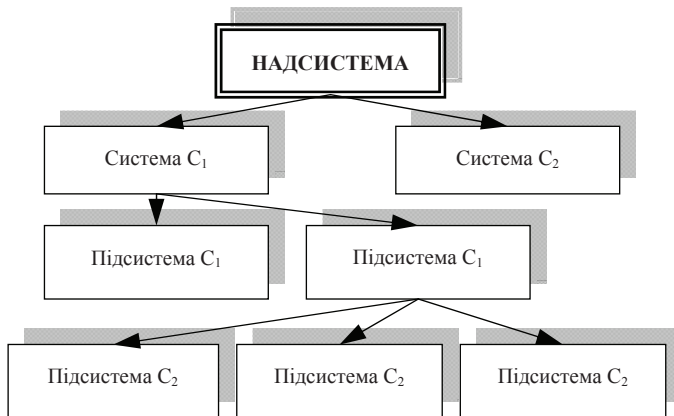 НАДСИСТЕМА
Система С₁
Система С₂
Підсистема С₁
Підсистема С₁
Підсистема С₂
Підсистема С₂
Підсистема С₂